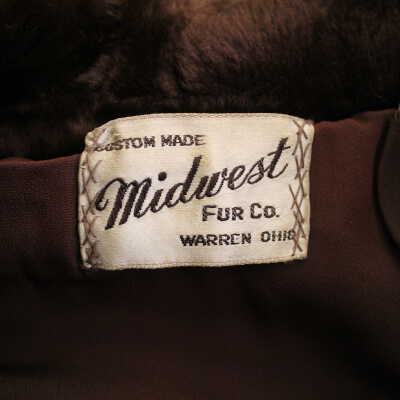 CUSTOM MADE
Midwest
FUR CO.
WARREN OHIO